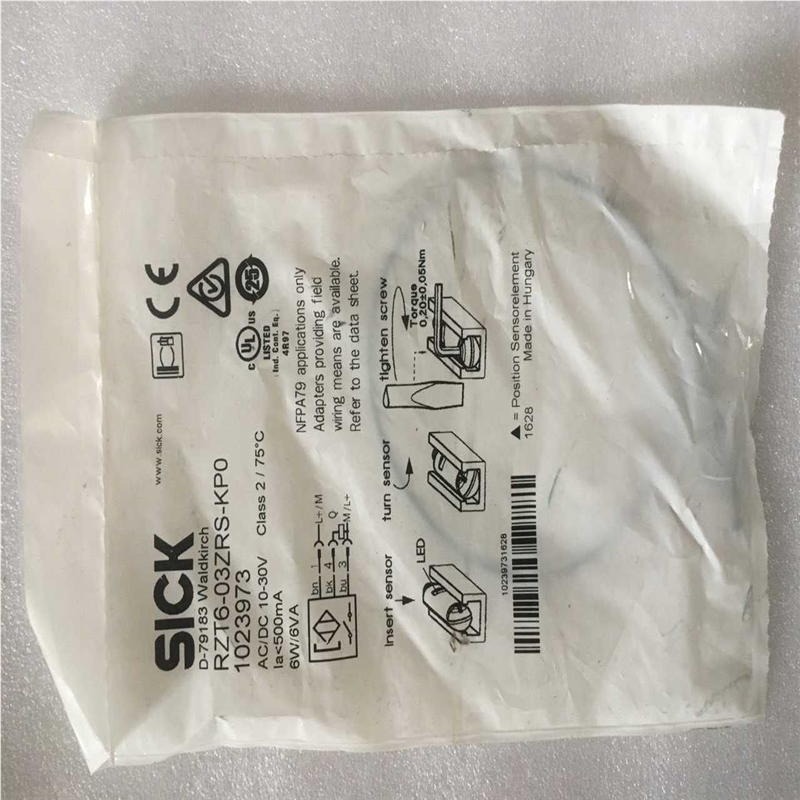 SICK
www.sick.com
D-79183 Waldkirch
RZT6-03ZRS-KP0
1023973
AC/DC 10-30V Class 2 / 75°C
Ia<500mA
6W/6VA
CE
25
C UL US
LISTED
Ind. Cont. Eq.
4R97
NFPA79 applications only
Adapters providing field
wiring means are available.
Refer to the data sheet.
bn 1 L+/M
bk 4 Q
bu 3 M/L+
Insert sensor
turn sensor
tighten screw
LED
Torque
0,20±0,05Nm
10239731628
▲= Position Sensorelement
1628 Made in Hungary